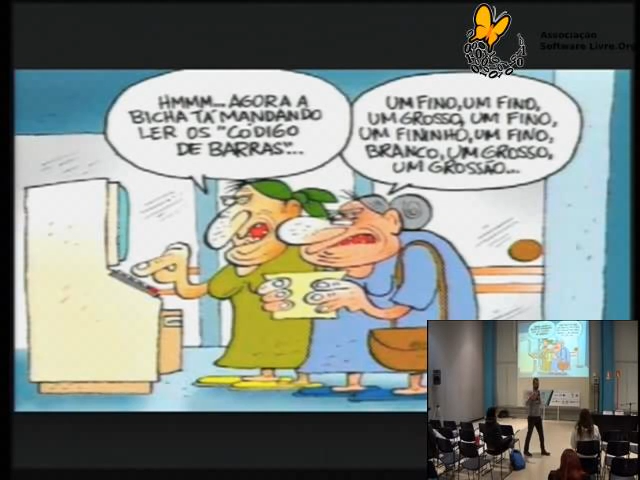 Associação
Software Livre.Or
HMMM... AGORA A
BICHA TÁ MANDANDO
LER OS "CÓDIGO
DE BARRAS"...
UM FINO, UM FINO,
UM GROSSO, UM FINO,
UM FININHO, UM FINO,
BRANCO, UM GROSSO,
UM GROSSÃO...